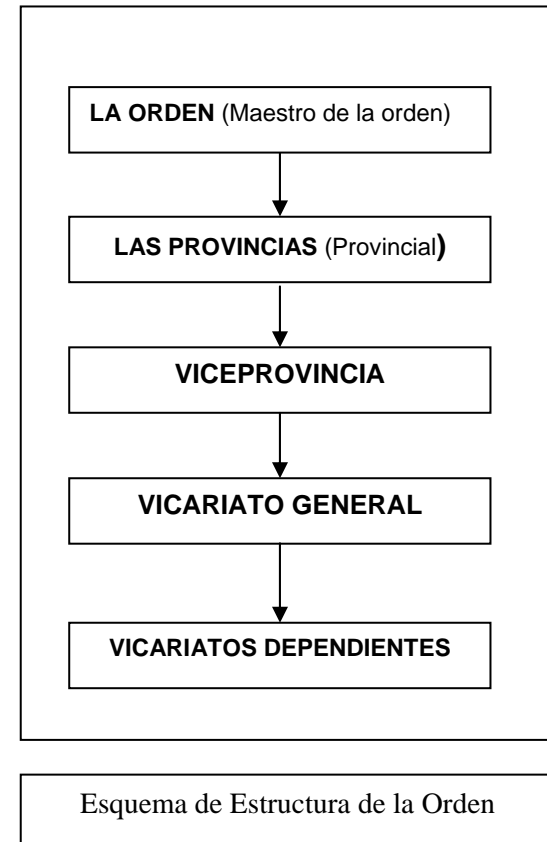 LA ORDEN (Maestro de la orden)
LAS PROVINCIAS (Provincial)
VICEPROVINCIA
VICARIATO GENERAL
VICARIATOS DEPENDIENTES
Esquema de Estructura de la Orden